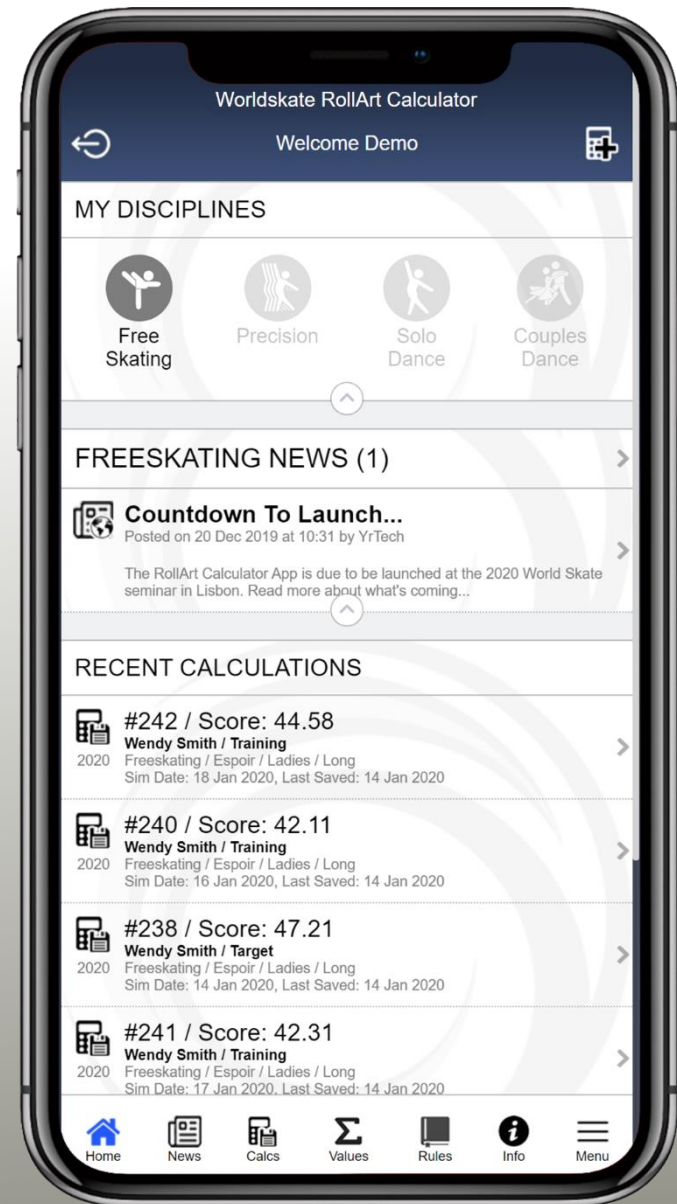 Worldskate RollArt Calculator
Welcome Demo
MY DISCIPLINES
Free
Skating
Precision
Solo
Dance
Couples
Dance
FREESKATING NEWS (1)
Countdown To Launch...
Posted on 20 Dec 2019 at 10:31 by YrTech
The RollArt Calculator App is due to be launched at the 2020 World Skate
seminar in Lisbon. Read more about what's coming...
RECENT CALCULATIONS
#242 / Score: 44.58
Wendy Smith / Training
2020 Freeskating / Espoir / Ladies / Long
Sim Date: 18 Jan 2020, Last Saved: 14 Jan 2020
#240 / Score: 42.11
Wendy Smith / Training
2020 Freeskating / Espoir / Ladies / Long
Sim Date: 16 Jan 2020, Last Saved: 14 Jan 2020
#238 / Score: 47.21
Wendy Smith / Target
2020 Freeskating / Espoir / Ladies / Long
Sim Date: 14 Jan 2020, Last Saved: 14 Jan 2020
#241 / Score: 42.31
Wendy Smith / Training
2020 Freeskating / Espoir / Ladies / Long
Sim Date: 17 Jan 2020, Last Saved: 14 Jan 2020
Home News Calcs Values Rules Info Menu